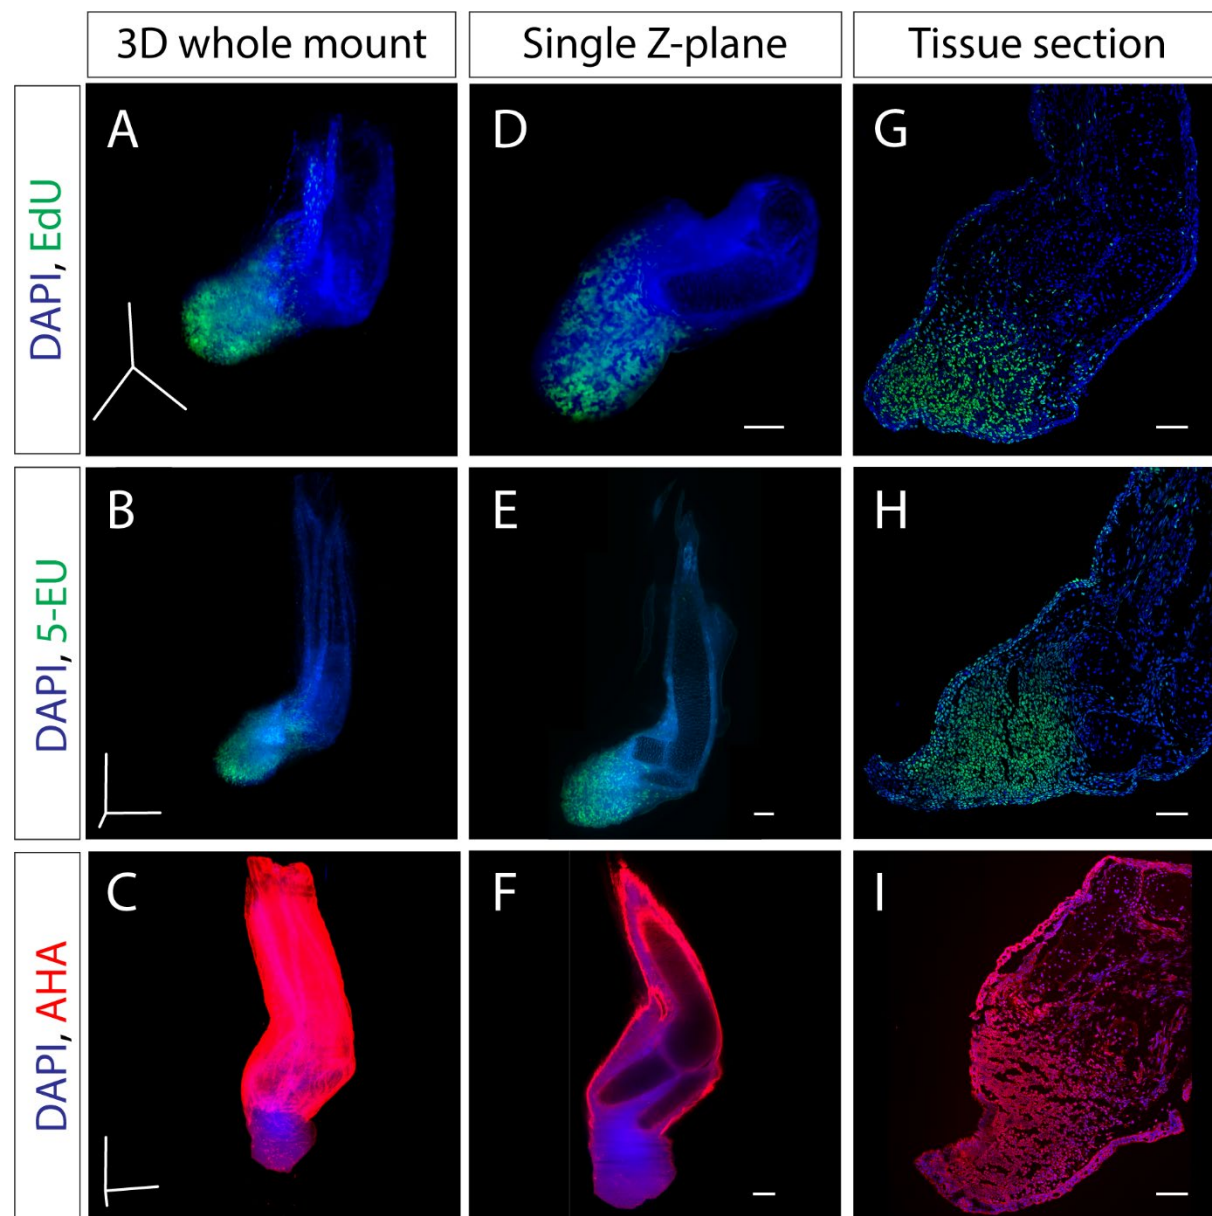 3D whole mount
Single Z-plane
Tissue section
DAPI, EdU
A
D
G
DAPI, 5-EU
B
E
H
DAPI, AHA
C
F
I